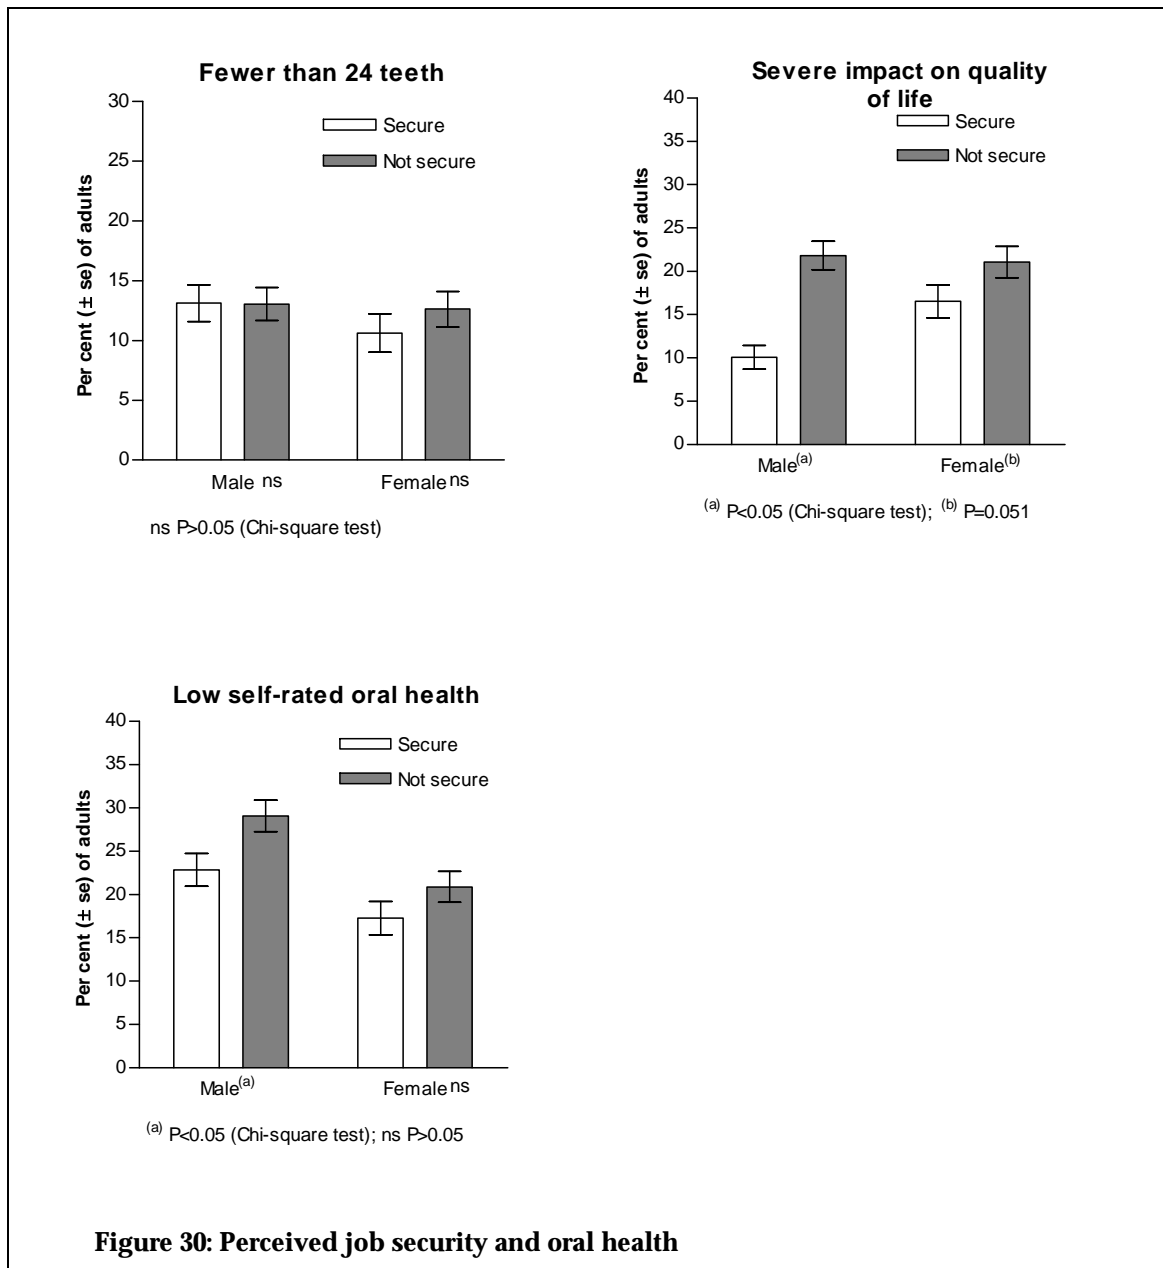 Fewer than 24 teeth
30
25
20
15
10
5
0
Per cent (± se) of adults
Secure
Not secure
Male ns
Female ns
ns P>0.05 (Chi-square test)
Severe impact on quality
of life
40
35
30
25
20
15
10
5
0
Per cent (± se) of adults
Secure
Not secure
Male(a)
Female(b)
(a) P<0.05 (Chi-square test); (b) P=0.051
Low self-rated oral health
40
35
30
25
20
15
10
5
0
Per cent (± se) of adults
Secure
Not secure
Male(a)
Female ns
(a) P<0.05 (Chi-square test); ns P>0.05
Figure 30: Perceived job security and oral health